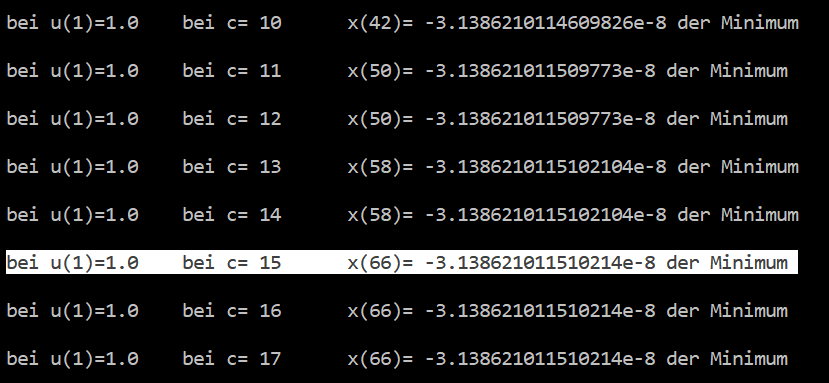 bei u(1)=1.0 bei c= 10 x(42)= -3.1386210114609826e-8 der Minimum
bei u(1)=1.0 bei c= 11 x(50)= -3.138621011509773e-8 der Minimum
bei u(1)=1.0 bei c= 12 x(50)= -3.138621011509773e-8 der Minimum
bei u(1)=1.0 bei c= 13 x(58)= -3.1386210115102104e-8 der Minimum
bei u(1)=1.0 bei c= 14 x(58)= -3.1386210115102104e-8 der Minimum
bei u(1)=1.0 bei c= 15 x(66)= -3.138621011510214e-8 der Minimum
bei u(1)=1.0 bei c= 16 x(66)= -3.138621011510214e-8 der Minimum
bei u(1)=1.0 bei c= 17 x(66)= -3.138621011510214e-8 der Minimum